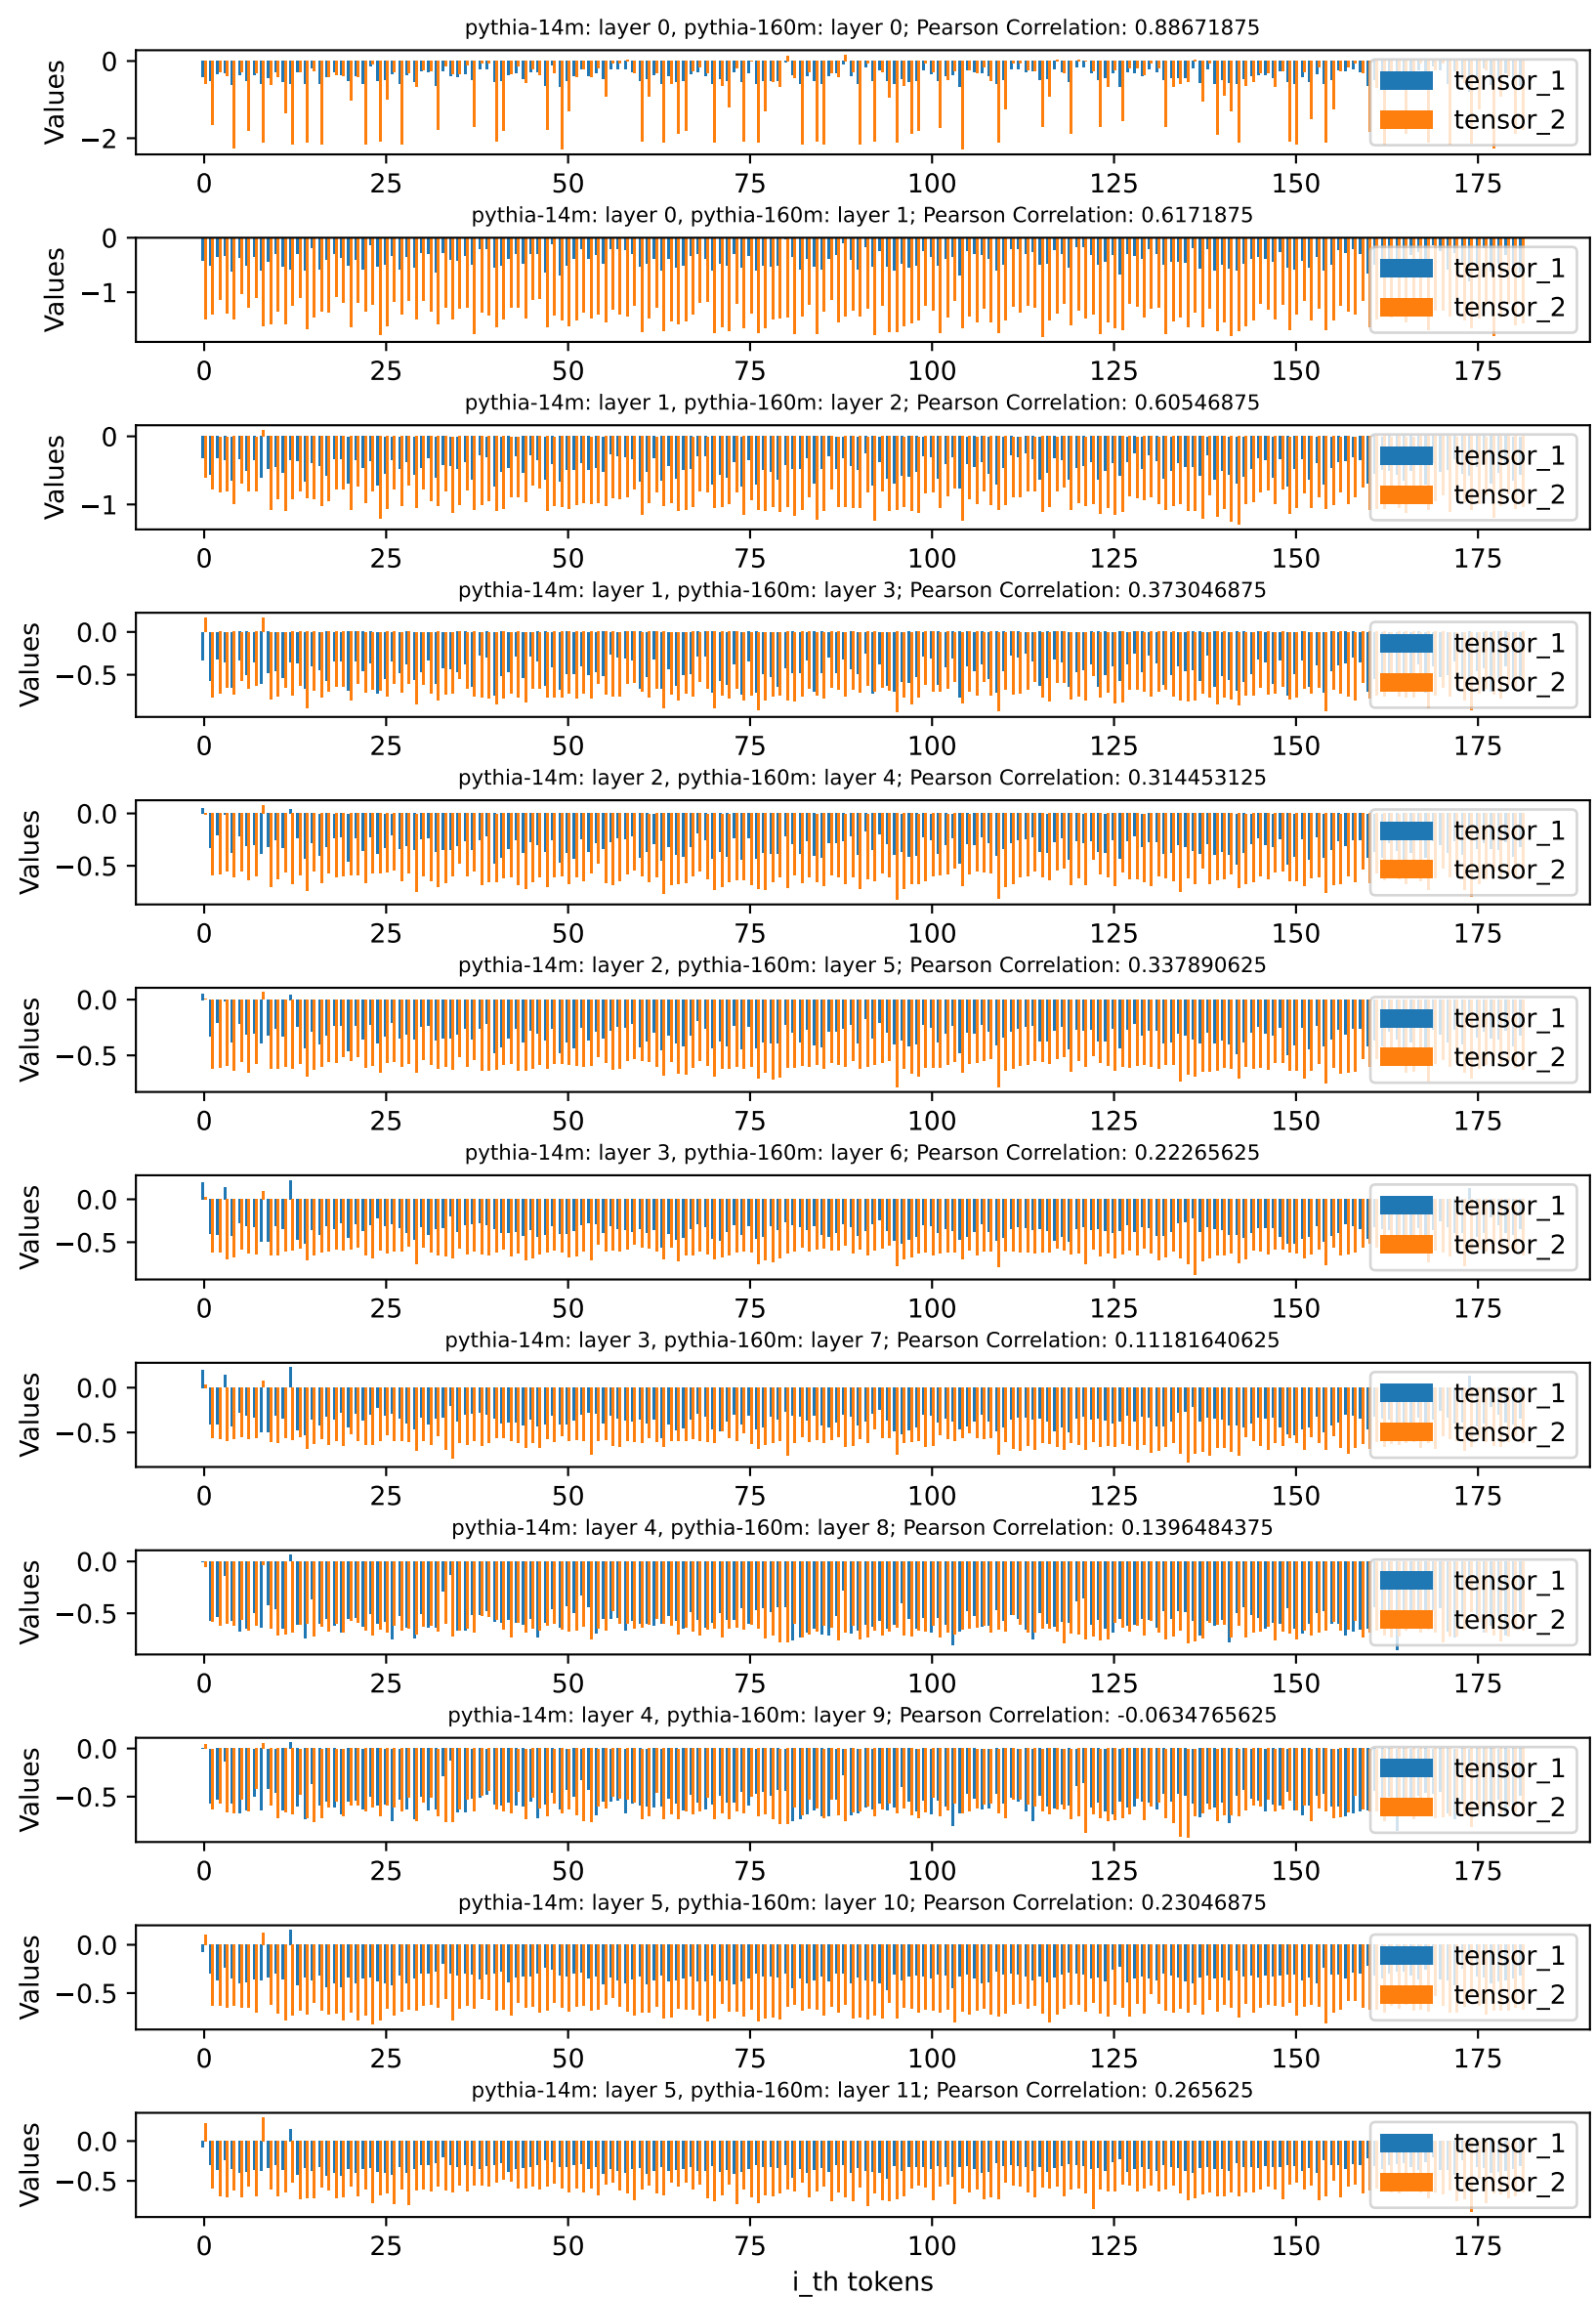 pythia-14m: layer 0, pythia-160m: layer 0; Pearson Correlation: 0.88671875
Values
0
−2
tensor_1
tensor_2
0 25 50 75 100 125 150 175
pythia-14m: layer 0, pythia-160m: layer 1; Pearson Correlation: 0.6171875
Values
0
−1
tensor_1
tensor_2
0 25 50 75 100 125 150 175
pythia-14m: layer 1, pythia-160m: layer 2; Pearson Correlation: 0.60546875
Values
0
−1
tensor_1
tensor_2
0 25 50 75 100 125 150 175
pythia-14m: layer 1, pythia-160m: layer 3; Pearson Correlation: 0.373046875
Values
0.0
−0.5
tensor_1
tensor_2
0 25 50 75 100 125 150 175
pythia-14m: layer 2, pythia-160m: layer 4; Pearson Correlation: 0.314453125
Values
0.0
−0.5
tensor_1
tensor_2
0 25 50 75 100 125 150 175
pythia-14m: layer 2, pythia-160m: layer 5; Pearson Correlation: 0.337890625
Values
0.0
−0.5
tensor_1
tensor_2
0 25 50 75 100 125 150 175
pythia-14m: layer 3, pythia-160m: layer 6; Pearson Correlation: 0.22265625
Values
0.0
−0.5
tensor_1
tensor_2
0 25 50 75 100 125 150 175
pythia-14m: layer 3, pythia-160m: layer 7; Pearson Correlation: 0.11181640625
Values
0.0
−0.5
tensor_1
tensor_2
0 25 50 75 100 125 150 175
pythia-14m: layer 4, pythia-160m: layer 8; Pearson Correlation: 0.1396484375
Values
0.0
−0.5
tensor_1
tensor_2
0 25 50 75 100 125 150 175
pythia-14m: layer 4, pythia-160m: layer 9; Pearson Correlation: -0.0634765625
Values
0.0
−0.5
tensor_1
tensor_2
0 25 50 75 100 125 150 175
pythia-14m: layer 5, pythia-160m: layer 10; Pearson Correlation: 0.23046875
Values
0.0
−0.5
tensor_1
tensor_2
0 25 50 75 100 125 150 175
pythia-14m: layer 5, pythia-160m: layer 11; Pearson Correlation: 0.265625
Values
0.0
−0.5
tensor_1
tensor_2
0 25 50 75 100 125 150 175
i_th tokens